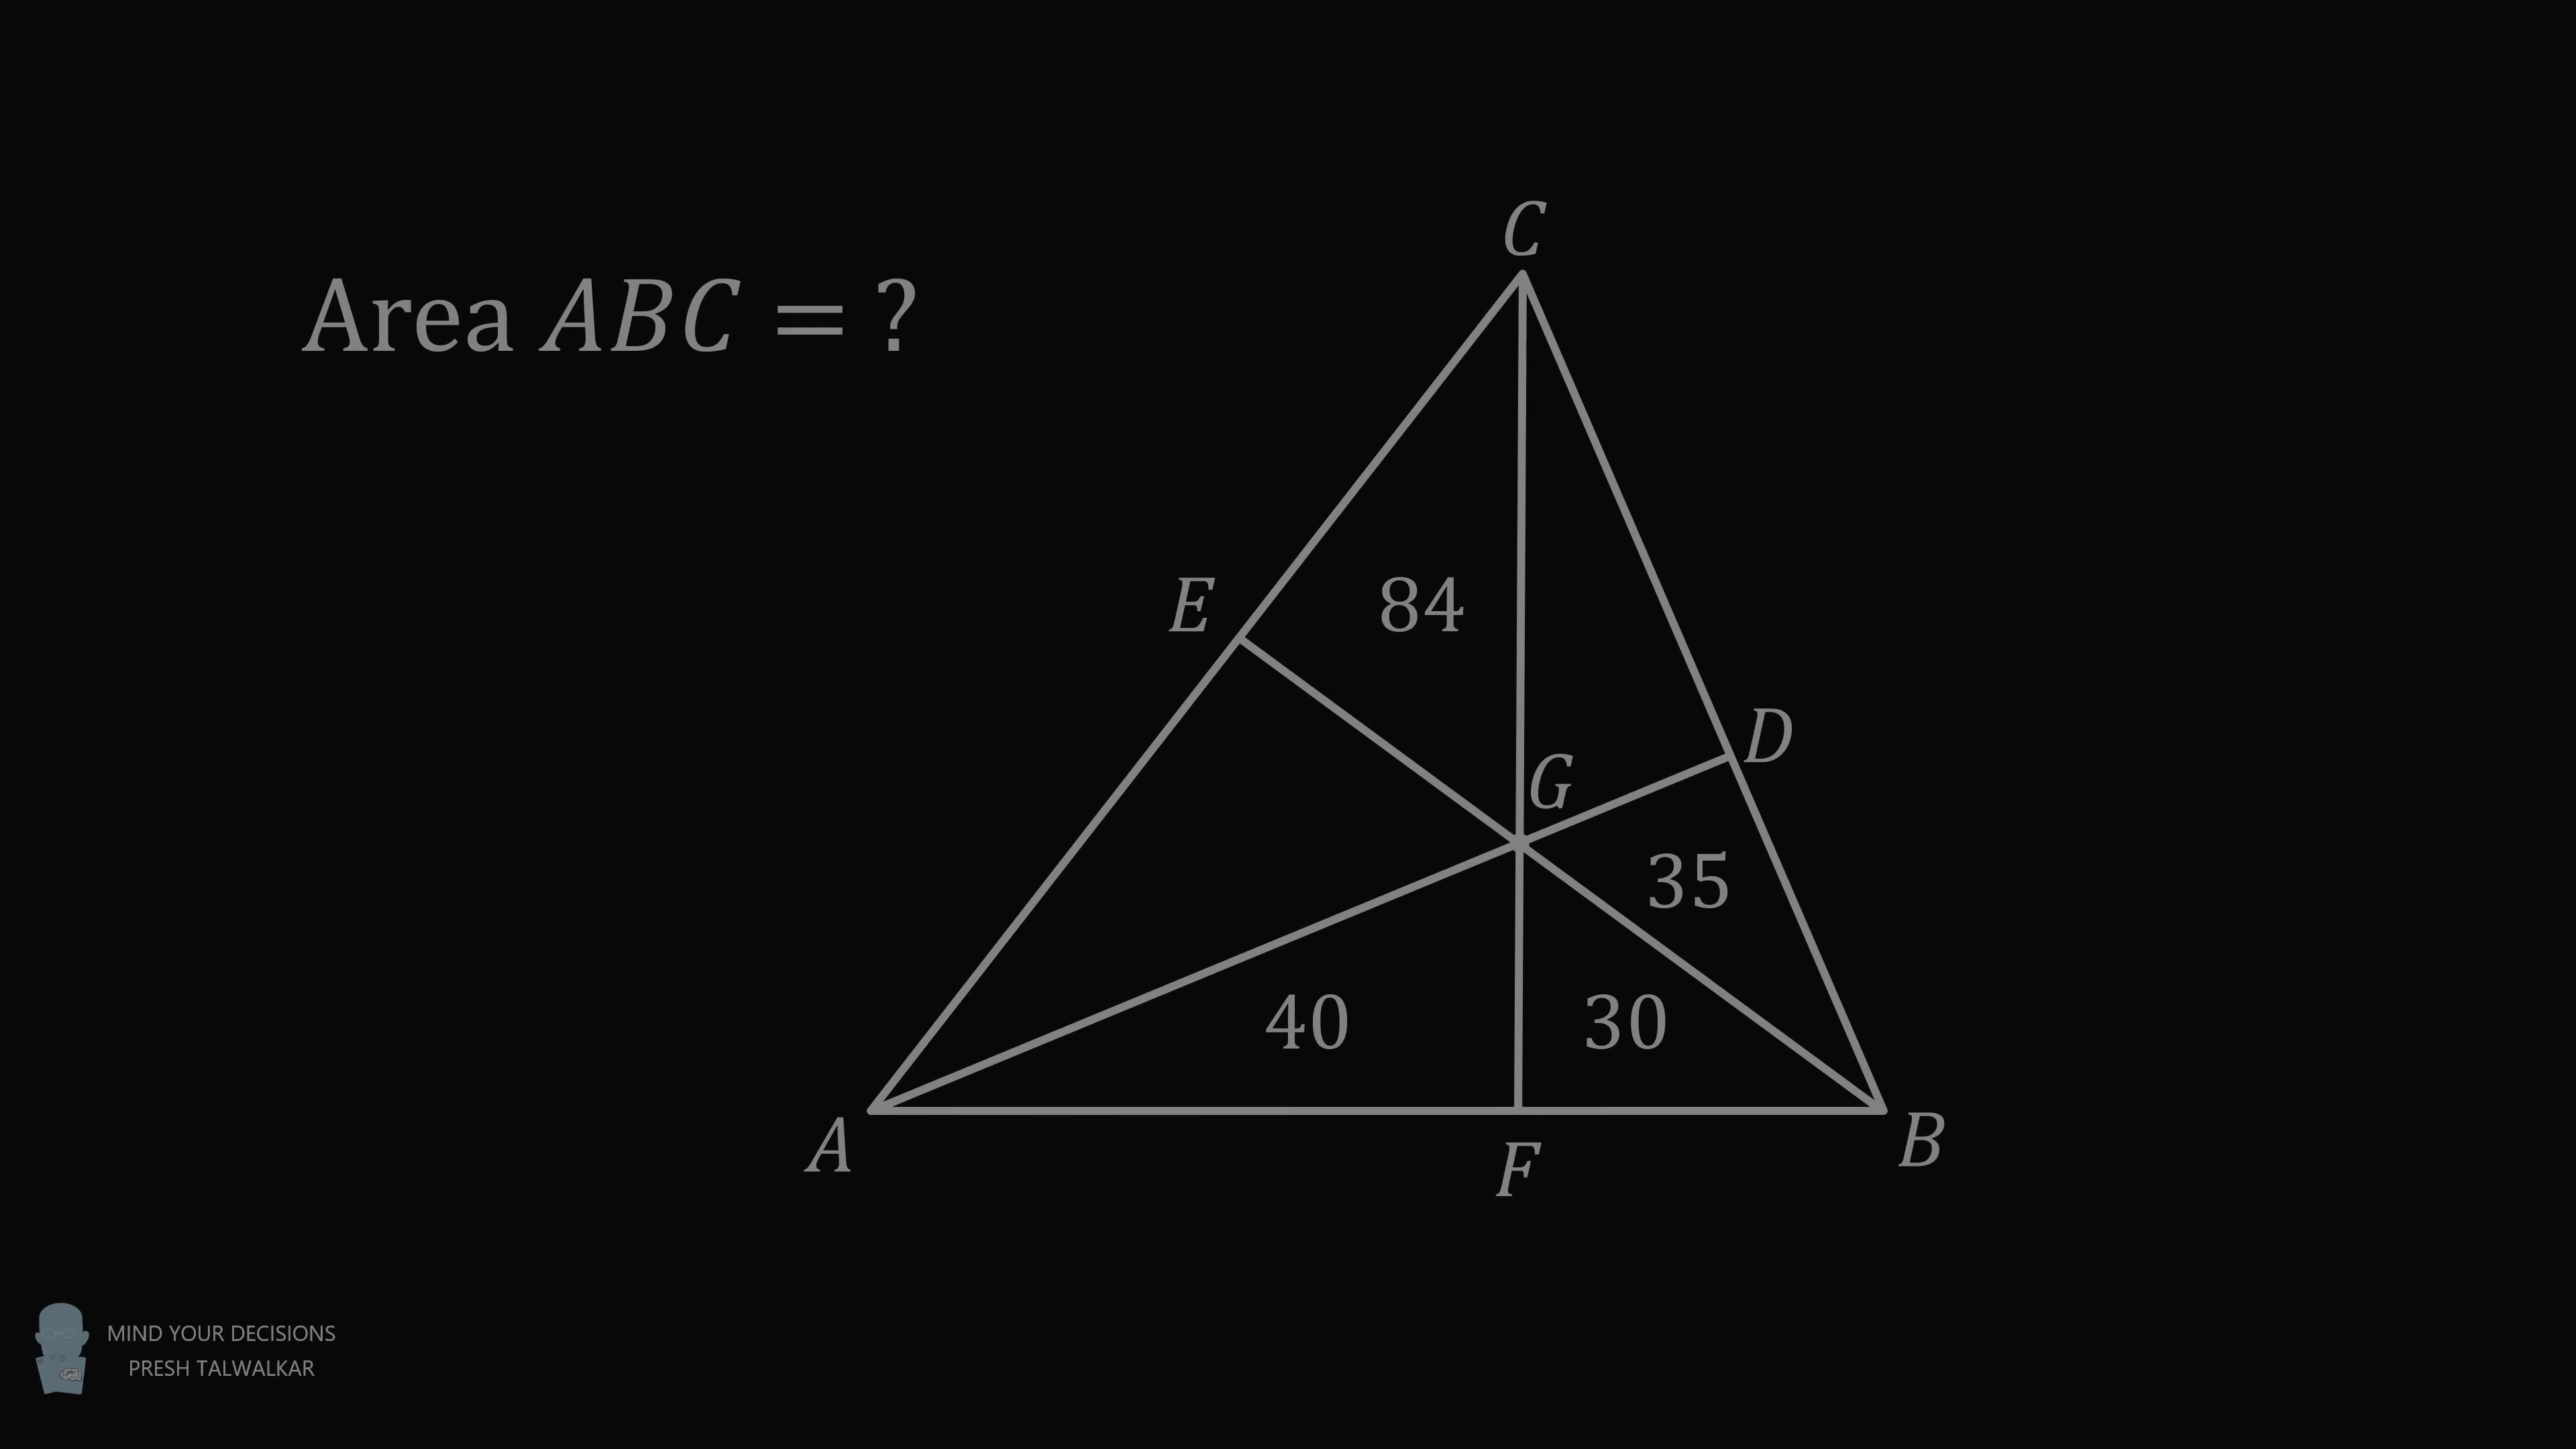 C
Area ABC = ?
E
84
D
G
35
40
30
A
B
F
MIND YOUR DECISIONS
PRESH TALWALKAR